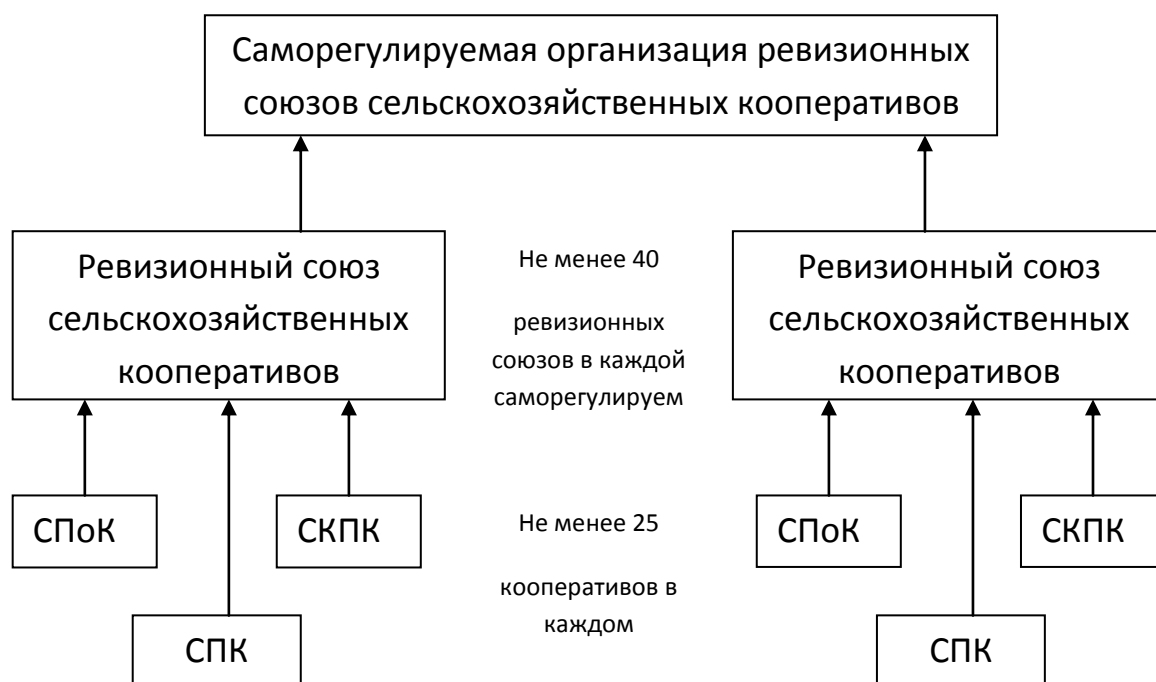 Саморегулируемая организация ревизионных
союзов сельскохозяйственных кооперативов
Ревизионный союз
сельскохозяйственных
кооперативов
Не менее 40
ревизионных
союзов в каждой
саморегулируем
Ревизионный союз
сельскохозяйственных
кооперативов
СПоК
СКПК
СПК
Не менее 25
кооперативов в
каждом
СПоК
СКПК
СПК